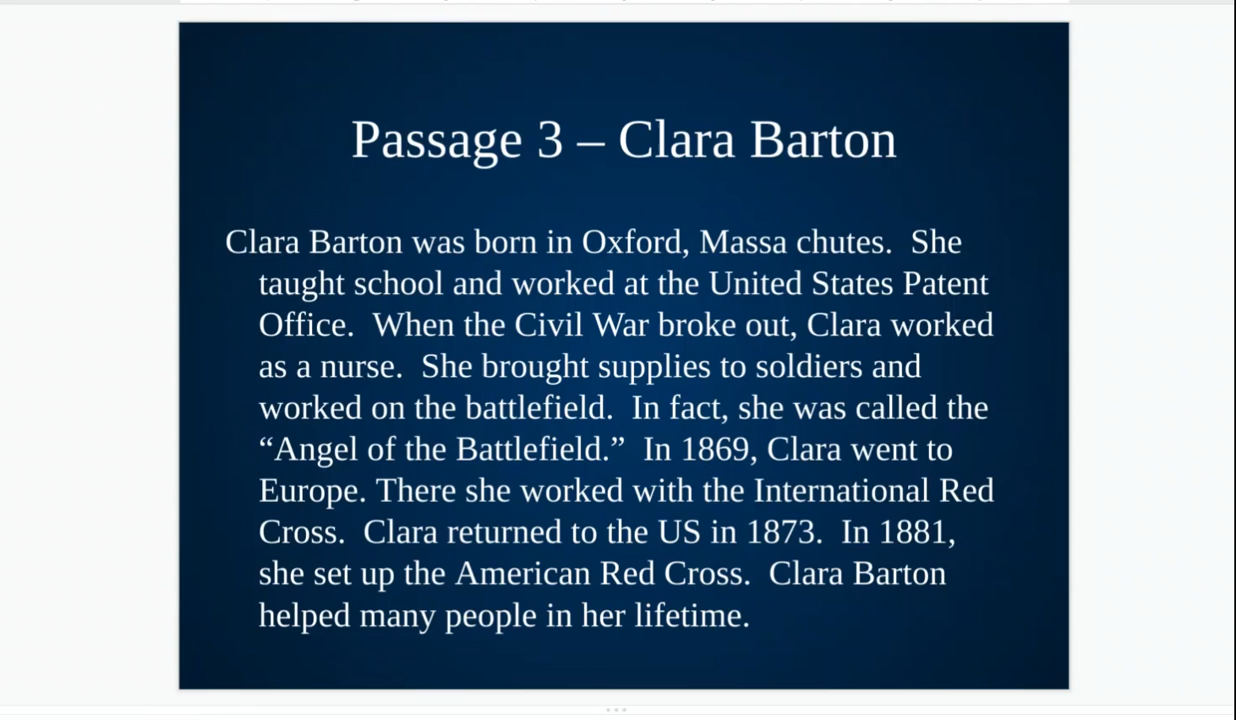 Passage 3 – Clara Barton
Clara Barton was born in Oxford, Massa chutes.  She
taught school and worked at the United States Patent
Office.  When the Civil War broke out, Clara worked
as a nurse.  She brought supplies to soldiers and
worked on the battlefield.  In fact, she was called the
“Angel of the Battlefield.”  In 1869, Clara went to
Europe. There she worked with the International Red
Cross.  Clara returned to the US in 1873.  In 1881,
she set up the American Red Cross.  Clara Barton
helped many people in her lifetime.